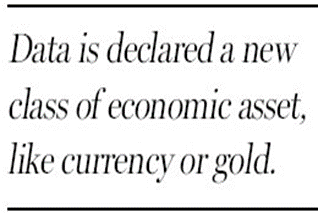 Data is declared a new
class of economic asset,
like currency or gold.